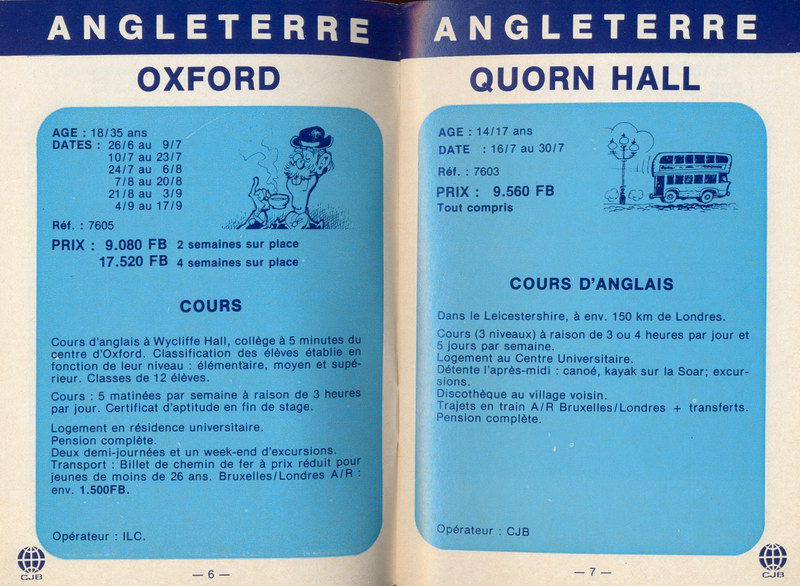 ANGLETERRE
OXFORD
AGE : 18/35 ans
DATES : 26/6 au 9/7
10/7 au 23/7
24/7 au 6/8
7/8 au 20/8
21/8 au 3/9
4/9 au 17/9
Réf. : 7605
PRIX : 9.080 FB 2 semaines sur place
17.520 FB 4 semaines sur place
COURS
Cours d'anglais à Wycliffe Hall, collège à 5 minutes du
centre d'Oxford. Classification des élèves établie en
fonction de leur niveau : élémentaire, moyen et supé-
rieur. Classes de 12 élèves.
Cours : 5 matinées par semaine à raison de 3 heures
par jour. Certificat d'aptitude en fin de stage.
Logement en résidence universitaire.
Pension complète.
Deux demi-journées et un week-end d'excursions.
Transport : Billet de chemin de fer à prix réduit pour
jeunes de moins de 26 ans. Bruxelles/Londres A/R :
env. 1.500FB.
Opérateur : ILC.
CJB
— 6 —
ANGLETERRE
QUORN HALL
AGE : 14/17 ans
DATE : 16/7 au 30/7
Réf. : 7603
PRIX : 9.560 FB
Tout compris
COURS D'ANGLAIS
Dans le Leicestershire, à env. 150 km de Londres.
Cours (3 niveaux) à raison de 3 ou 4 heures par jour et
5 jours par semaine.
Logement au Centre Universitaire.
Détente l'après-midi : canoé, kayak sur la Soar; excur-
sions.
Discothèque au village voisin.
Trajets en train A/R Bruxelles/Londres + transferts.
Pension complète.
Opérateur : CJB
— 7 —
CJB